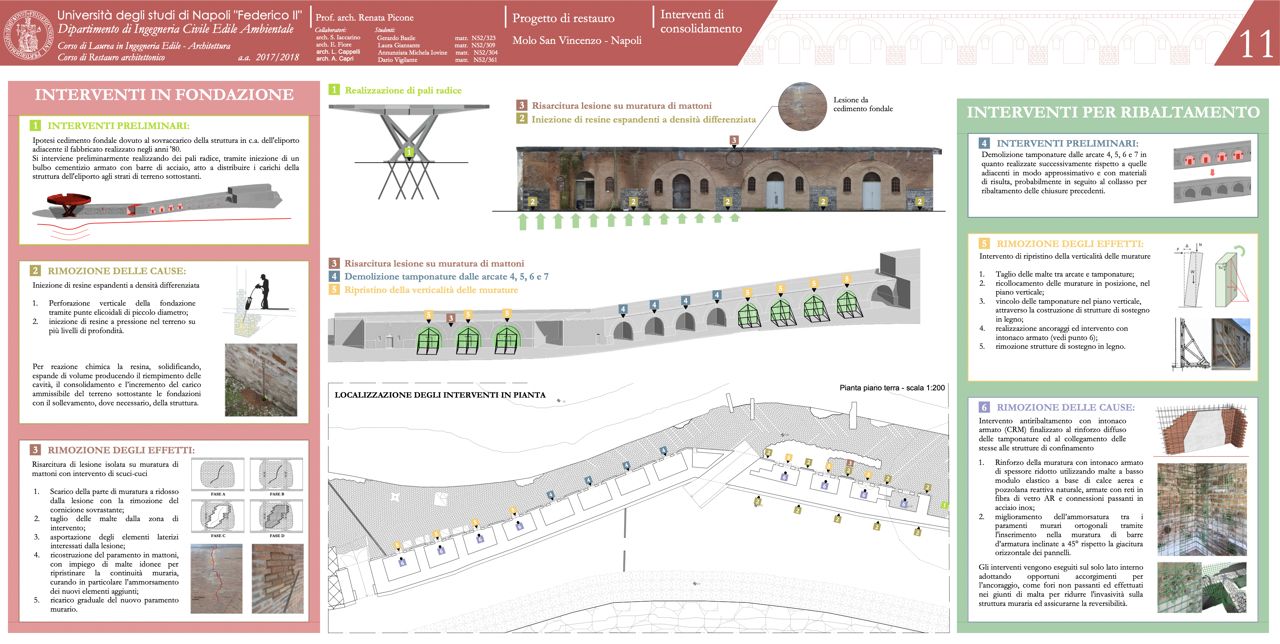 Università degli studi di Napoli "Federico II"
Dipartimento di Ingegneria Civile Edile Ambientale
Corso di Laurea in Ingegneria Edile - Architettura
Corso di Restauro architettonico a.a. 2017/2018
Prof. arch. Renata Picone
Collaboratori:
arch. S. Iaccarino
arch. E. Fiore
arch. L. Cappelli
arch. A. Capri
Studenti:
Gerardo Basile matr. N52/323
Laura Giansante matr. N52/309
Annunziata Michela Iovine matr. N52/304
Dario Vigilante matr. N52/361
Progetto di restauro
Molo San Vincenzo - Napoli
Interventi di
consolidamento
11
INTERVENTI IN FONDAZIONE
1 INTERVENTI PRELIMINARI:
Ipotesi cedimento fondale dovuto al sovraccarico della struttura in c.a. dell'eliporto
adiacente il fabbricato realizzato negli anni '80.
Si interviene preliminarmente realizzando dei pali radice, tramite iniezione di un
bulbo cementizio armato con barre di acciaio, atto a distribuire i carichi della
struttura dell'eliporto agli strati di terreno sottostanti.
2 RIMOZIONE DELLE CAUSE:
Iniezione di resine espandenti a densità differenziata
1. Perforazione verticale della fondazione
tramite punte elicoidali di piccolo diametro;
2. iniezione di resine a pressione nel terreno su
più livelli di profondità.
Per reazione chimica la resina, solidificando,
espande di volume producendo il riempimento delle
cavità, il consolidamento e l'incremento del carico
ammissibile del terreno sottostante le fondazioni
con il sollevamento, dove necessario, della struttura.
3 RIMOZIONE DEGLI EFFETTI:
Risarcitura di lesione isolata su muratura di
mattoni con intervento di scuci-cuci
1. Scarico della parte di muratura a ridosso
dalla lesione con la rimozione del
cornicione sovrastante;
2. taglio delle malte dalla zona di
intervento;
3. asportazione degli elementi laterizi
interessati dalla lesione;
4. ricostruzione del paramento in mattoni,
con impiego di malte idonee per
ripristinare la continuità muraria,
curando in particolare l'ammorsamento
dei nuovi elementi aggiunti;
5. ricarico graduale del nuovo paramento
murario.
FASE A
FASE B
FASE C
FASE D
1 Realizzazione di pali radice
1
3 Risarcitura lesione su muratura di mattoni
2 Iniezione di resine espandenti a densità differenziata
Lesione da
cedimento fondale
3
2 2 2 2 2
3 Risarcitura lesione su muratura di mattoni
4 Demolizione tamponature dalle arcate 4, 5, 6 e 7
5 Ripristino della verticalità delle murature
5 3 5 5 4 4 4 4 5 5 5 5
LOCALIZZAZIONE DEGLI INTERVENTI IN PIANTA
Pianta piano terra - scala 1:200
INTERVENTI PER RIBALTAMENTO
4 INTERVENTI PRELIMINARI:
Demolizione tamponature dalle arcate 4, 5, 6 e 7 in
quanto realizzate successivamente rispetto a quelle
adiacenti in modo approssimativo e con materiali
di risulta, probabilmente in seguito al collasso per
ribaltamento delle chiusure precedenti.
5 RIMOZIONE DEGLI EFFETTI:
Intervento di ripristino della verticalità delle murature
1. Taglio delle malte tra arcate e tamponature;
2. ricollocamento delle murature in posizione, nel
piano verticale;
3. vincolo delle tamponature nel piano verticale,
attraverso la costruzione di strutture di sostegno
in legno;
4. realizzazione ancoraggi ed intervento con
intonaco armato (vedi punto 6);
5. rimozione strutture di sostegno in legno.
6 RIMOZIONE DELLE CAUSE:
Intervento antiribaltamento con intonaco
armato (CRM) finalizzato al rinforzo diffuso
delle tamponature ed al collegamento delle
stesse alle strutture di confinamento
1. Rinforzo della muratura con intonaco armato
di spessore ridotto utilizzando malte a basso
modulo elastico a base di calce aerea e
pozzolana reattiva naturale, armate con reti in
fibra di vetro AR e connessioni passanti in
acciaio inox;
2. miglioramento dell'ammorsatura tra i
paramenti murari ortogonali tramite
l'inserimento nella muratura di barre
d'armatura inclinate a 45° rispetto la giacitura
orizzontale dei pannelli.
Gli interventi vengono eseguiti sul solo lato interno
adottando opportuni accorgimenti per
l'ancoraggio, come fori non passanti ed effettuati
nei giunti di malta per ridurre l'invasività sulla
struttura muraria ed assicurarne la reversibilità.